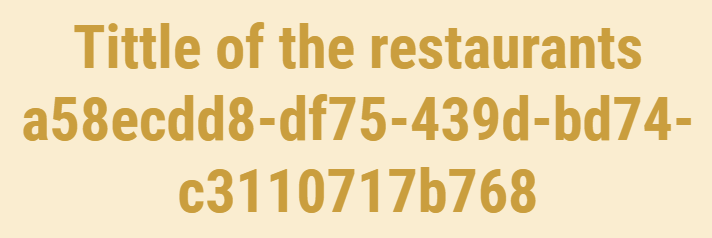 Tittle of the restaurants
a58ecdd8-df75-439d-bd74-
c3110717b768